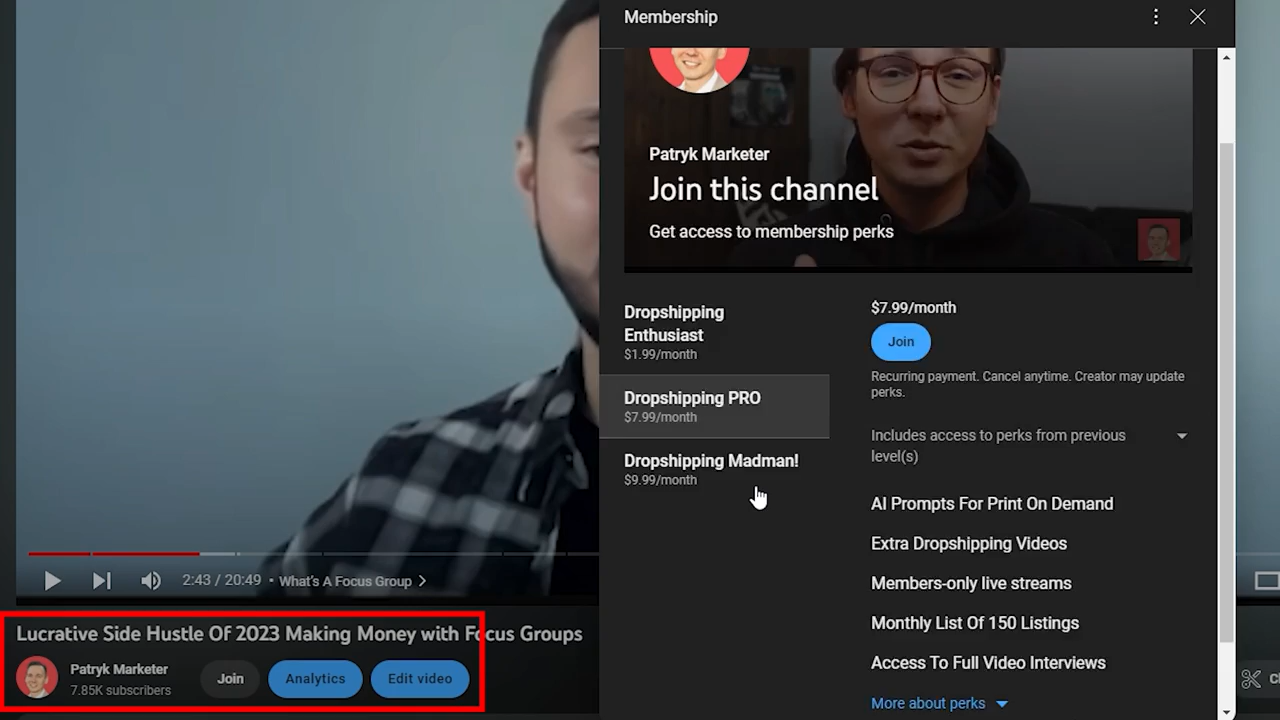 Membership
Patryk Marketer
Join this channel
Get access to membership perks
Dropshipping
Enthusiast
$1.99/month
Dropshipping PRO
$7.99/month
Dropshipping Madman!
$9.99/month
$7.99/month
Join
Recurring payment. Cancel anytime. Creator may update
perks.
Includes access to perks from previous
level(s)
AI Prompts For Print On Demand
Extra Dropshipping Videos
Members-only live streams
Monthly List Of 150 Listings
Access To Full Video Interviews
More about perks
2:43 / 20:49 • What's A Focus Group
Lucrative Side Hustle Of 2023 Making Money with Focus Groups
Patryk Marketer
7.85K subscribers
Join
Analytics
Edit video